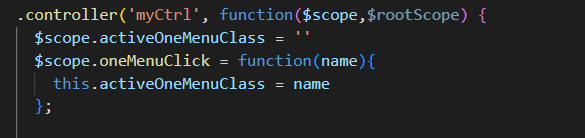 .controller('myCtrl', function($scope,$rootScope) {
$scope.activeOneMenuClass = ''
$scope.oneMenuClick = function(name){
this.activeOneMenuClass = name
};